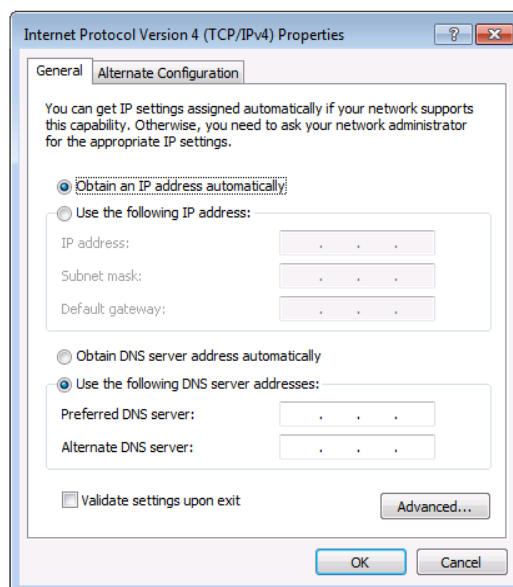 Internet Protocol Version 4 (TCP/IPv4) Properties
?
General
Alternate Configuration
You can get IP settings assigned automatically if your network supports
this capability. Otherwise, you need to ask your network administrator
for the appropriate IP settings.
Obtain an IP address automatically
Use the following IP address:
IP address: . . .
Subnet mask: . . .
Default gateway: . . .
Obtain DNS server address automatically
Use the following DNS server addresses:
Preferred DNS server: . . .
Alternate DNS server: . . .
Validate settings upon exit
Advanced...
OK
Cancel